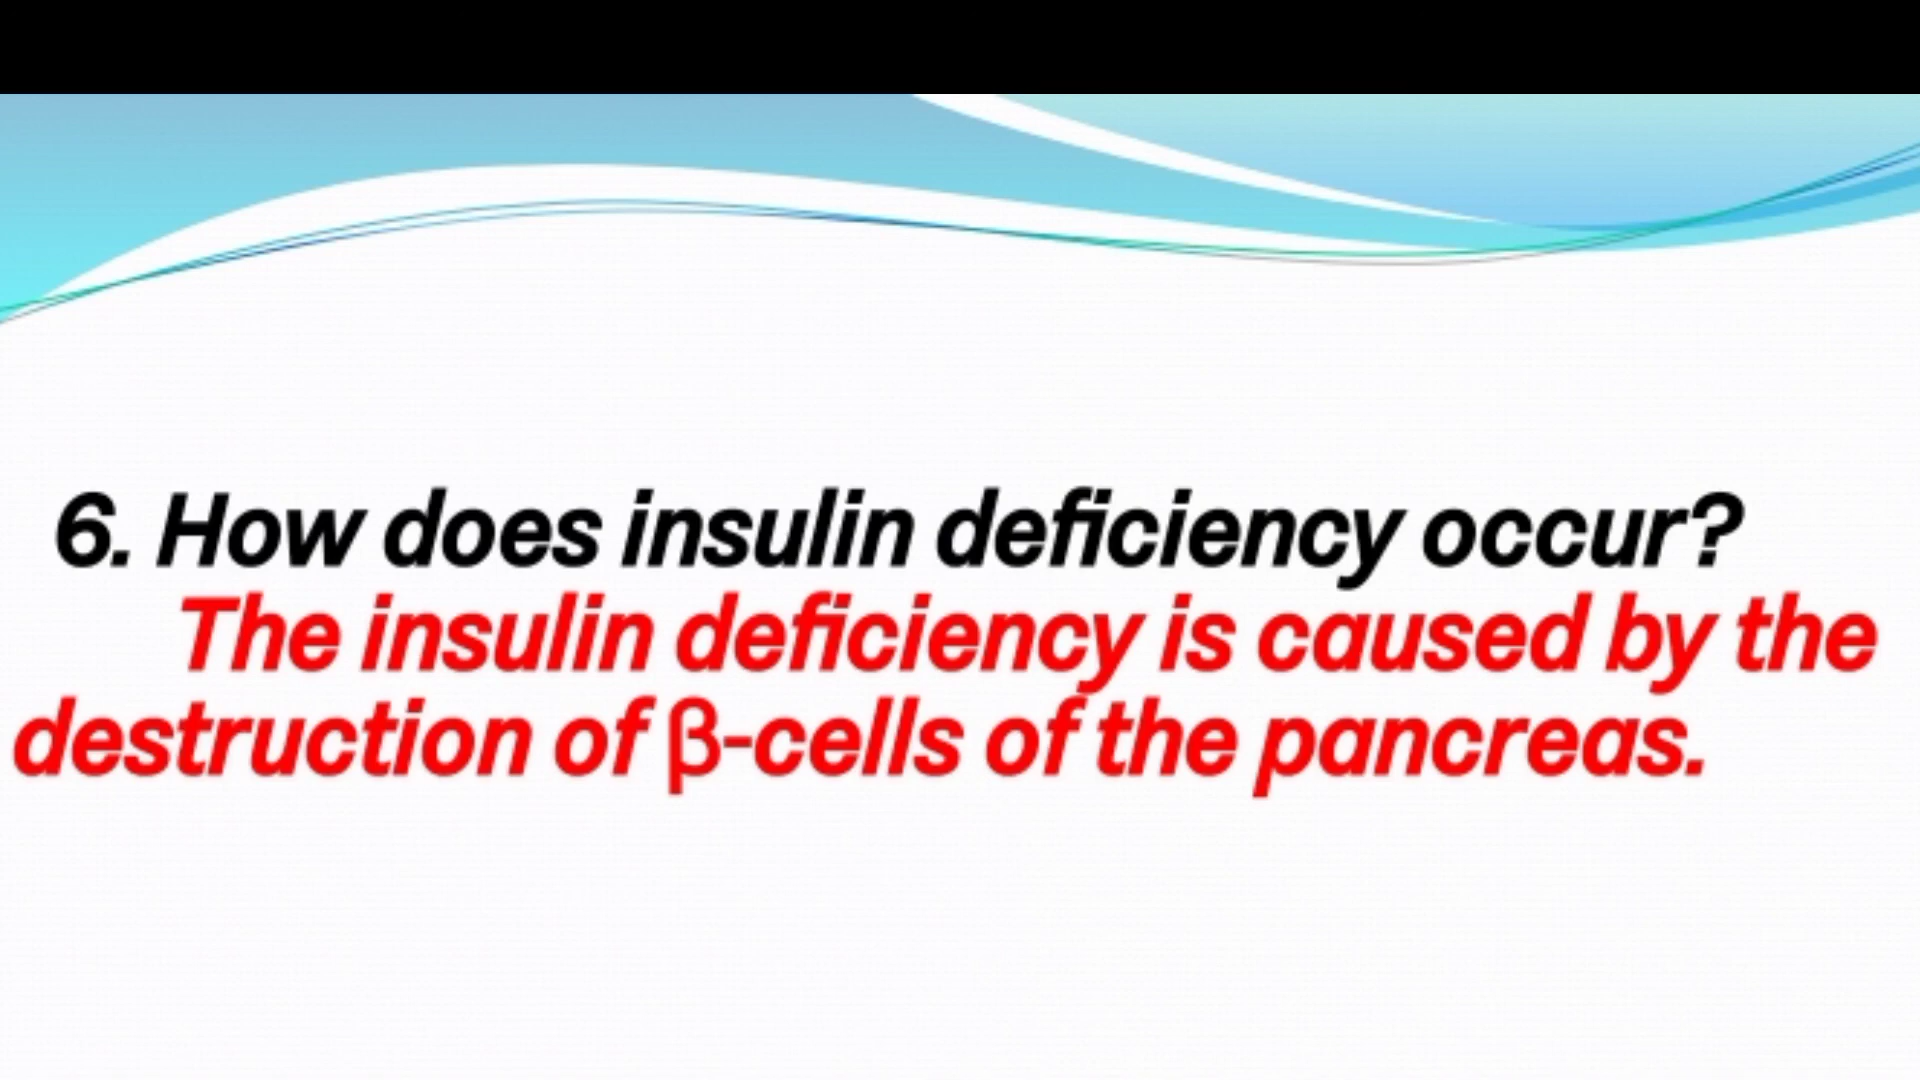 6. How does insulin deficiency occur?
The insulin deficiency is caused by the
destruction of β-cells of the pancreas.